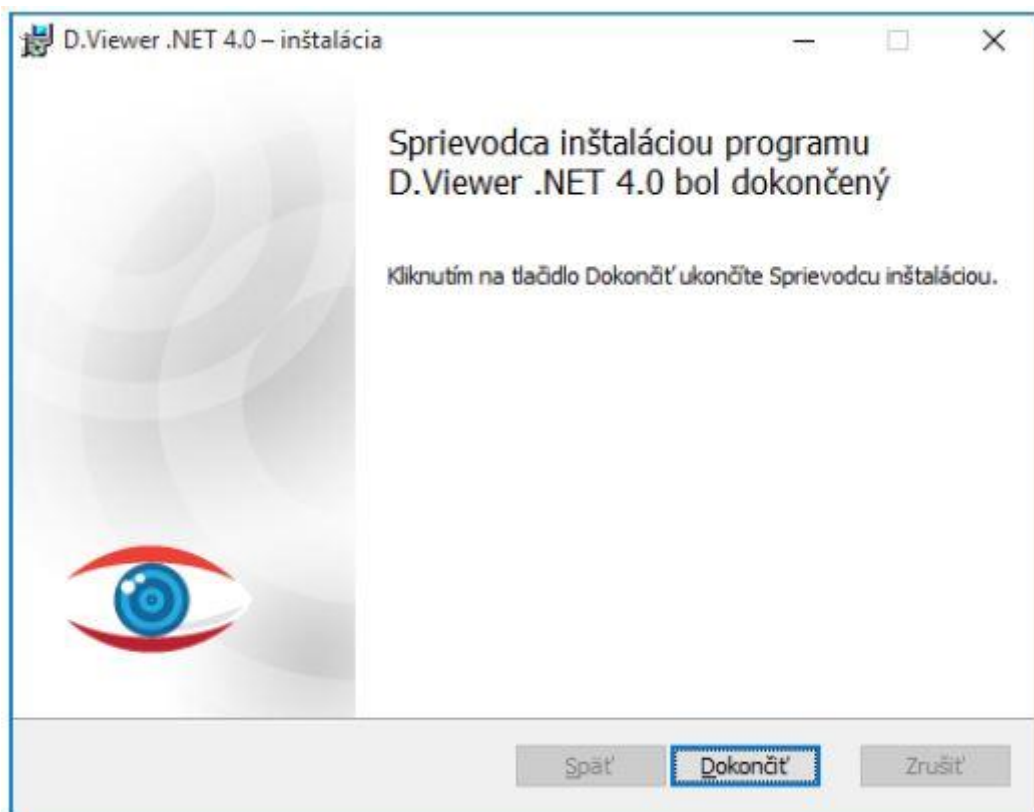 D.Viewer .NET 4.0 – inštalácia
Sprievodca inštaláciou programu
D.Viewer .NET 4.0 bol dokončený
Kliknutím na tlačidlo Dokončiť ukončíte Sprievodcu inštaláciou.
Späť
Dokončiť
Zrušiť